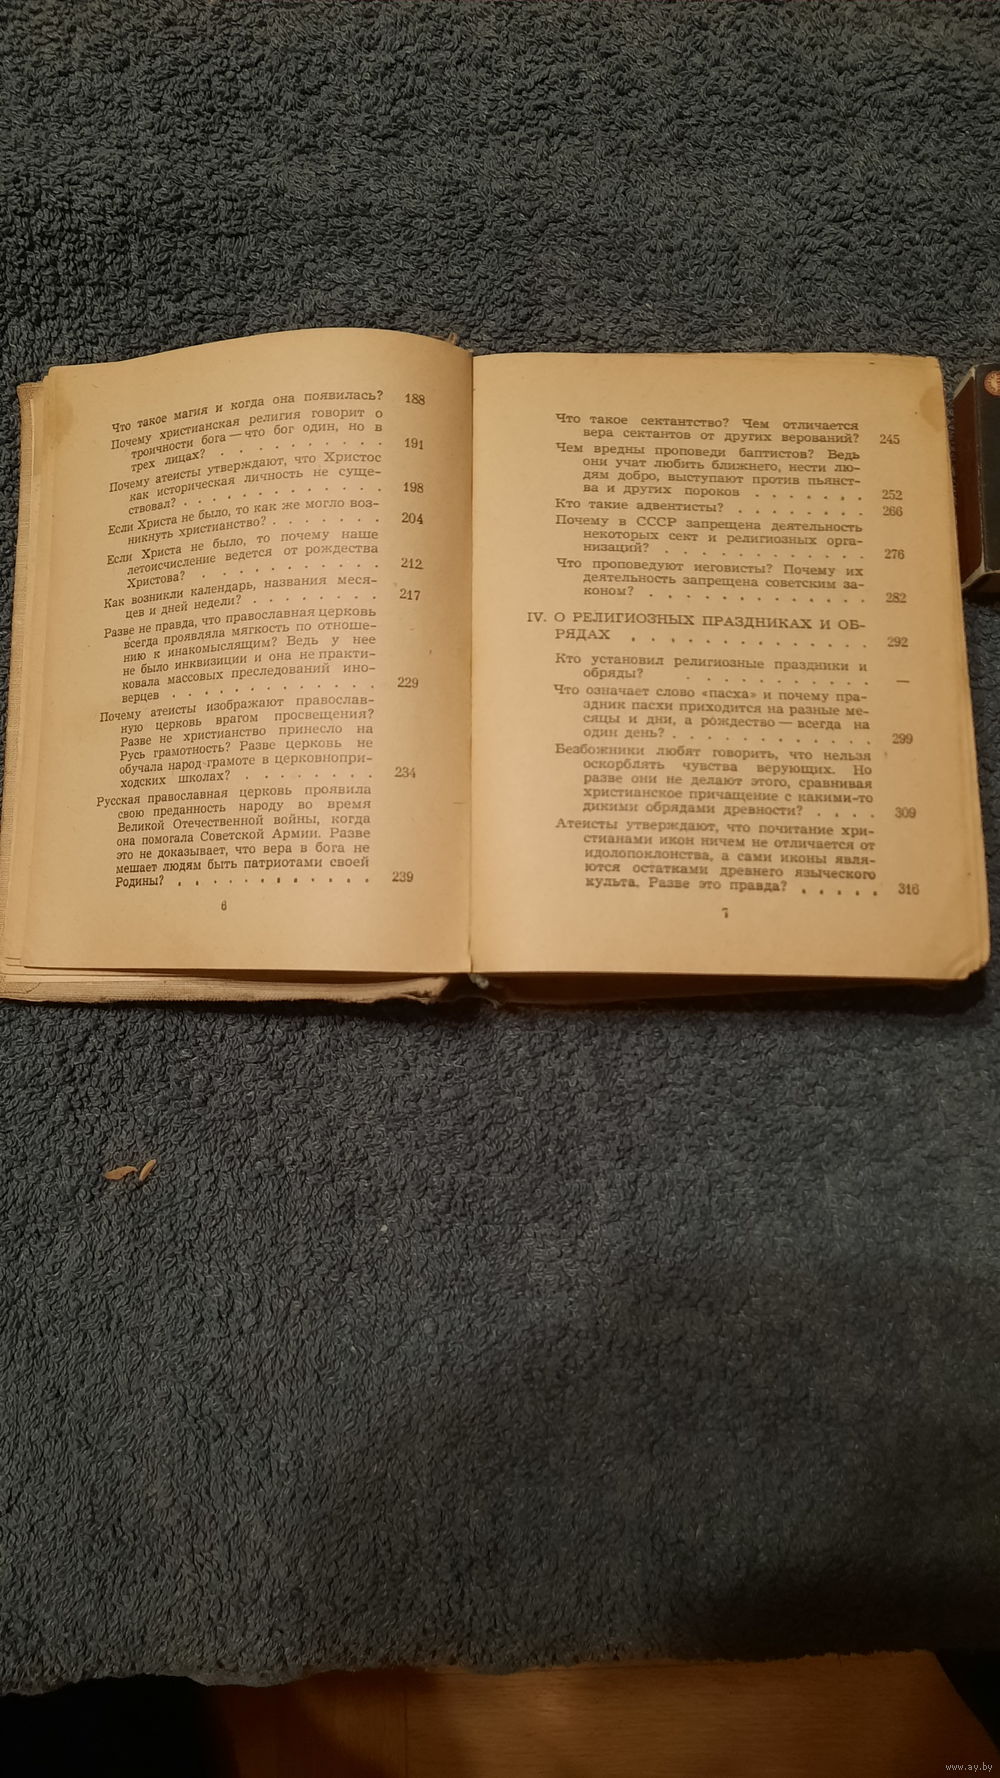 Что такое магия и когда она появилась? 188
Почему христианская религия говорит о
троичности бога — что бог один, но в
трех лицах? . . . . . . . . 191
Почему атеисты утверждают, что Христос
как историческая личность не суще-
ствовал? . . . . . . . . . . 198
Если Христа не было, то как же могло воз-
никнуть христианство? . . . . . . 204
Если Христа не было, то почему наше
летоисчисление ведется от рождества
Христова? . . . . . . . . . 212
Как возникли календарь, названия меся-
цев и дней недели? . . . . . . . 217
Разве не правда, что православная церковь
всегда проявляла мягкость по отноше-
нию к инакомыслящим? Ведь у нее
не было инквизиции и она не практи-
ковала массовых преследований ино-
верцев . . . . . . . . . . . 229
Почему атеисты изображают православ-
ную церковь врагом просвещения?
Разве не христианство принесло на
Русь грамотность? Разве церковь не
обучала народ грамоте в церковнопри-
ходских школах? . . . . . . . 234
Русская православная церковь проявила
свою преданность народу во время
Великой Отечественной войны, когда
она помогала Советской Армии. Разве
это не доказывает, что вера в бога не
мешает людям быть патриотами своей
Родины? . . . . . . . . . . 239
6
Что такое сектантство? Чем отличается
вера сектантов от других верований? 245
Чем вредны проповеди баптистов? Ведь
они учат любить ближнего, нести лю-
дям добро, выступают против пьянст-
ва и других пороков . . . . . . . 252
Кто такие адвентисты? . . . . . . . . 266
Почему в СССР запрещена деятельность
некоторых сект и религиозных орга-
низаций? . . . . . . . . . . . 276
Что проповедуют иеговисты? Почему их
деятельность запрещена советским за-
коном? . . . . . . . . . . . . 282
IV. О РЕЛИГИОЗНЫХ ПРАЗДНИКАХ И ОБ-
РЯДАХ . . . . . . . . . . . 292
Кто установил религиозные праздники и
обряды? . . . . . . . . . . —
Что означает слово «пасха» и почему пра-
здник пасхи приходится на разные ме-
сяцы и дни, а рождество — всегда на
один день? . . . . . . . . . . . 299
Безбожники любят говорить, что нельзя
оскорблять чувства верующих. Но
разве они не делают этого, сравнивая
христианское причащение с какими-то
дикими обрядами древности? . . . . 309
Атеисты утверждают, что почитание хри-
стианами икон ничем не отличается от
идолопоклонства, а сами иконы явля-
ются остатками древнего языческого
культа. Разве это правда? . . . . . 316
7
www.ay.by